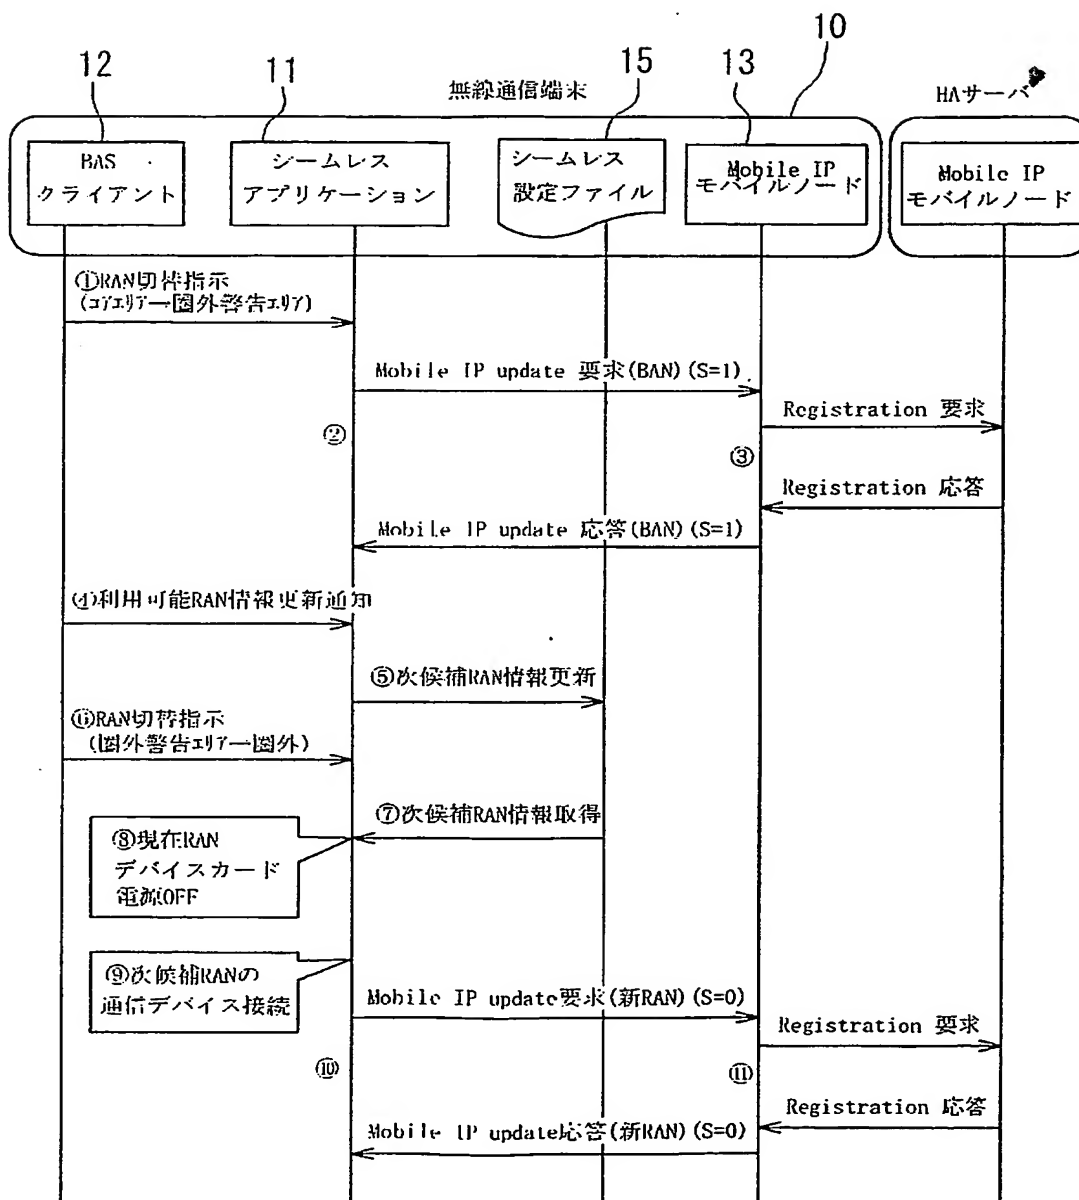 10
12
11
15
13
無線通信端末
HAサーバ
BAS
クライアント
シームレス
アプリケーション
シームレス
設定ファイル
Mobile IP
モバイルノード
Mobile IP
モバイルノード
①RAN切替指示
(コアエリア→圏外警告エリア)
Mobile IP update 要求(BAN)(S=1)
Registration 要求
②
③
Registration 応答
Mobile IP update 応答(BAN)(S=1)
④利用可能RAN情報更新通知
⑤次候補RAN情報更新
⑥RAN切替指示
(圏外警告エリア→圏外)
⑦次候補RAN情報取得
⑧現在RAN
デバイスカード
電源OFF
⑨次候補RANの
通信デバイス接続
Mobile IP update要求(新RAN)(S=0)
Registration 要求
⑩
⑪
Registration 応答
Mobile IP update応答(新RAN)(S=0)